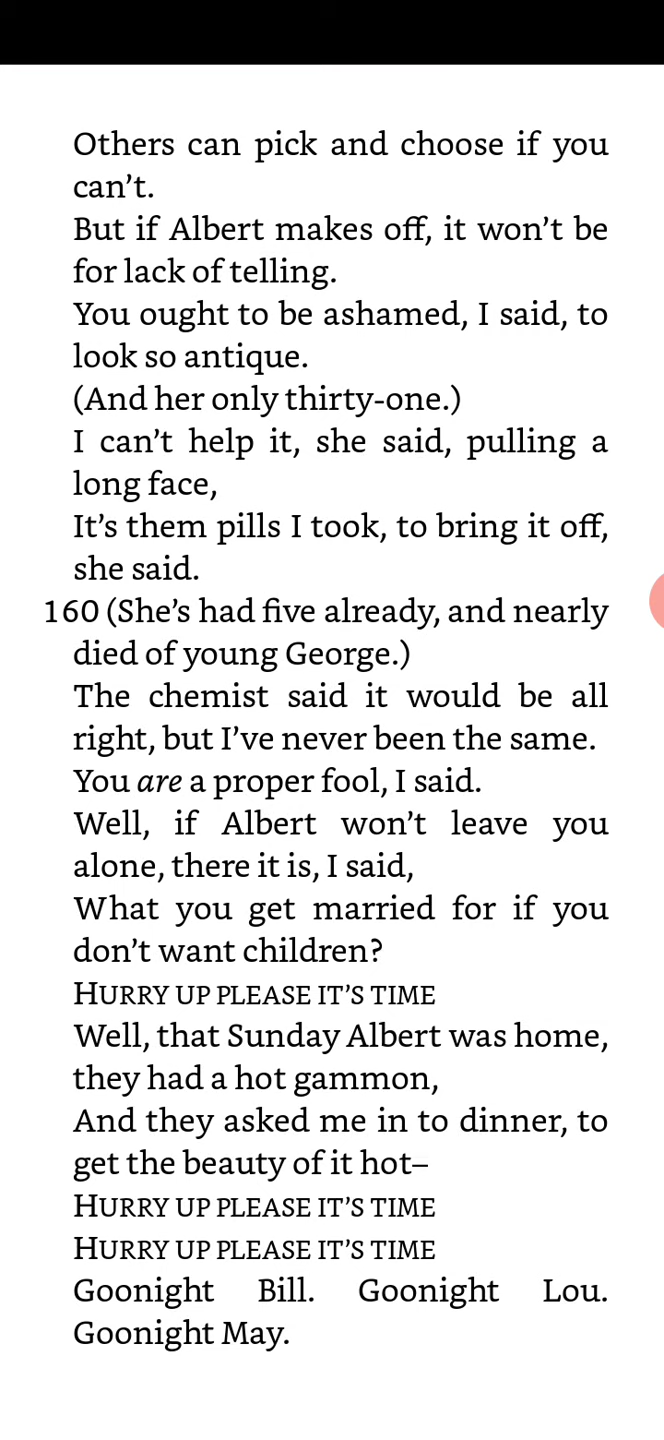 Others can pick and choose if you
can’t.
But if Albert makes off, it won’t be
for lack of telling.
You ought to be ashamed, I said, to
look so antique.
(And her only thirty-one.)
I can’t help it, she said, pulling a
long face,
It’s them pills I took, to bring it off,
she said.
160 (She’s had five already, and nearly
died of young George.)
The chemist said it would be all
right, but I’ve never been the same.
You are a proper fool, I said.
Well, if Albert won’t leave you
alone, there it is, I said,
What you get married for if you
don’t want children?
HURRY UP PLEASE IT’S TIME
Well, that Sunday Albert was home,
they had a hot gammon,
And they asked me in to dinner, to
get the beauty of it hot–
HURRY UP PLEASE IT’S TIME
HURRY UP PLEASE IT’S TIME
Goonight Bill. Goonight Lou.
Goonight May.